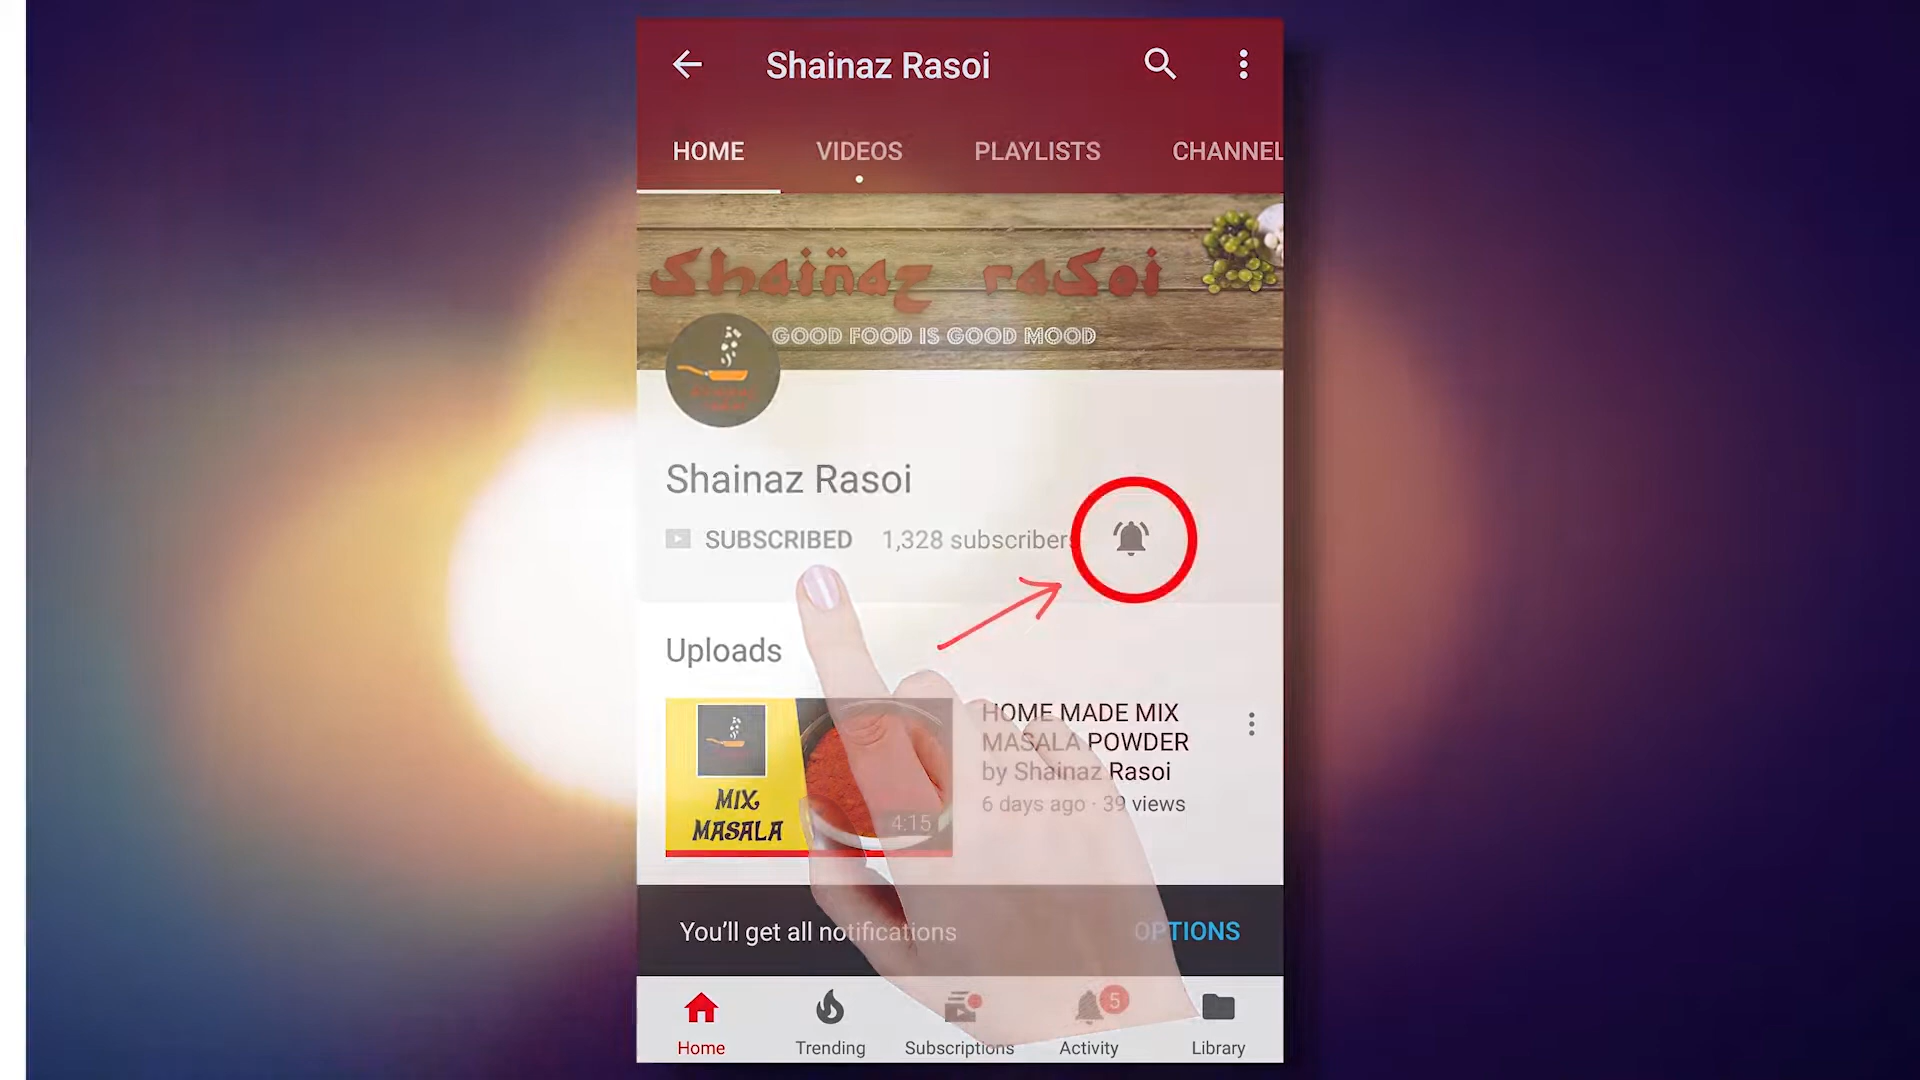 Shainaz Rasoi
HOME VIDEOS PLAYLISTS CHANNEL
Shainaz rasoi
GOOD FOOD IS GOOD MOOD
Shainaz Rasoi
SUBSCRIBED 1,328 subscribers
Uploads
MIX
MASALA
4:15
HOME MADE MIX
MASALA POWDER
by Shainaz Rasoi
6 days ago · 39 views
You'll get all notifications OPTIONS
5
Home Trending Subscriptions Activity Library